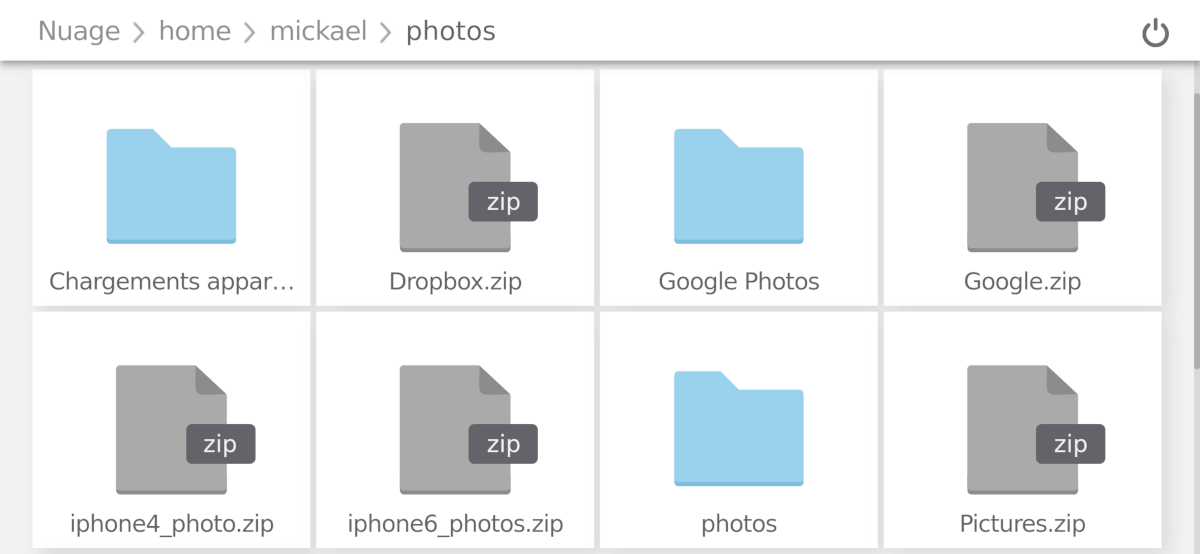 Nuage > home > mickael > photos
zip zip
Chargements appar... Dropbox.zip Google Photos Google.zip
zip zip zip
iphone4_photo.zip iphone6_photos.zip photos Pictures.zip